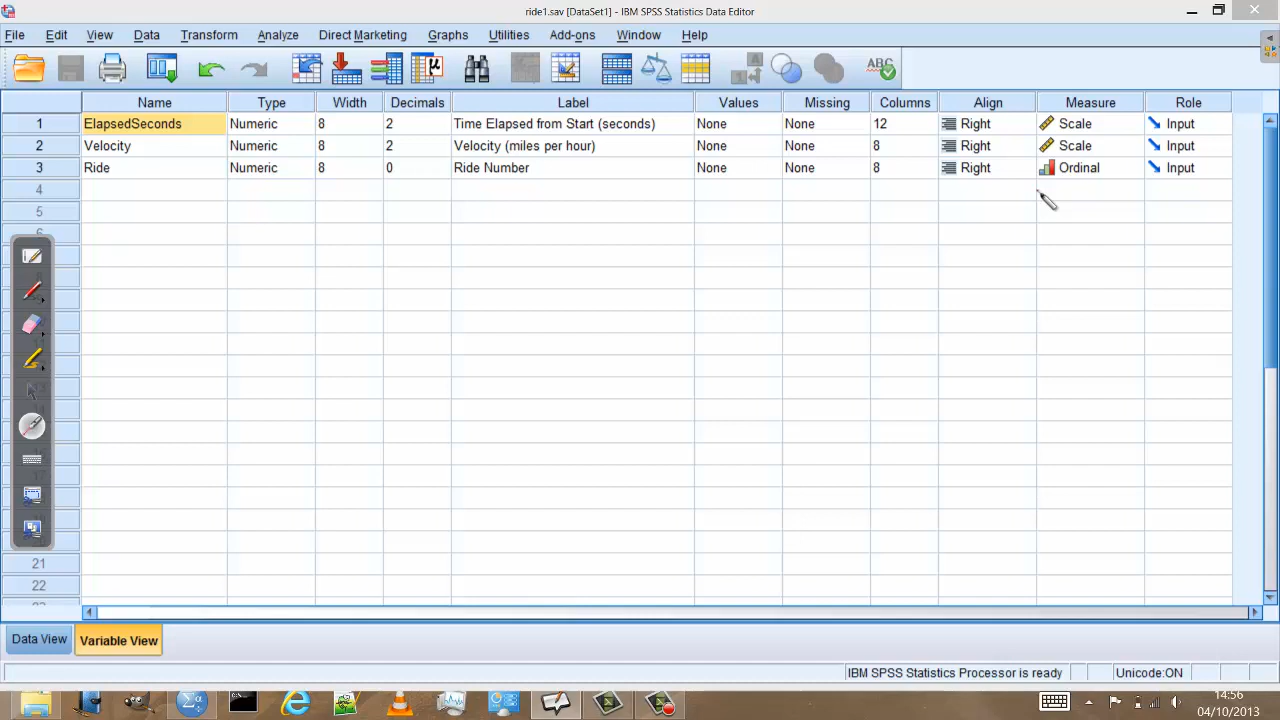 ride1.sav [DataSet1] - IBM SPSS Statistics Data Editor
File Edit View Data Transform Analyze Direct Marketing Graphs Utilities Add-ons Window Help
Name Type Width Decimals Label Values Missing Columns Align Measure Role
1 ElapsedSeconds Numeric 8 2 Time Elapsed from Start (seconds) None None 12 Right Scale Input
2 Velocity Numeric 8 2 Velocity (miles per hour) None None 8 Right Scale Input
3 Ride Numeric 8 0 Ride Number None None 8 Right Ordinal Input
4
5
6
21
22
Data View Variable View
IBM SPSS Statistics Processor is ready Unicode:ON
14:56
04/10/2013